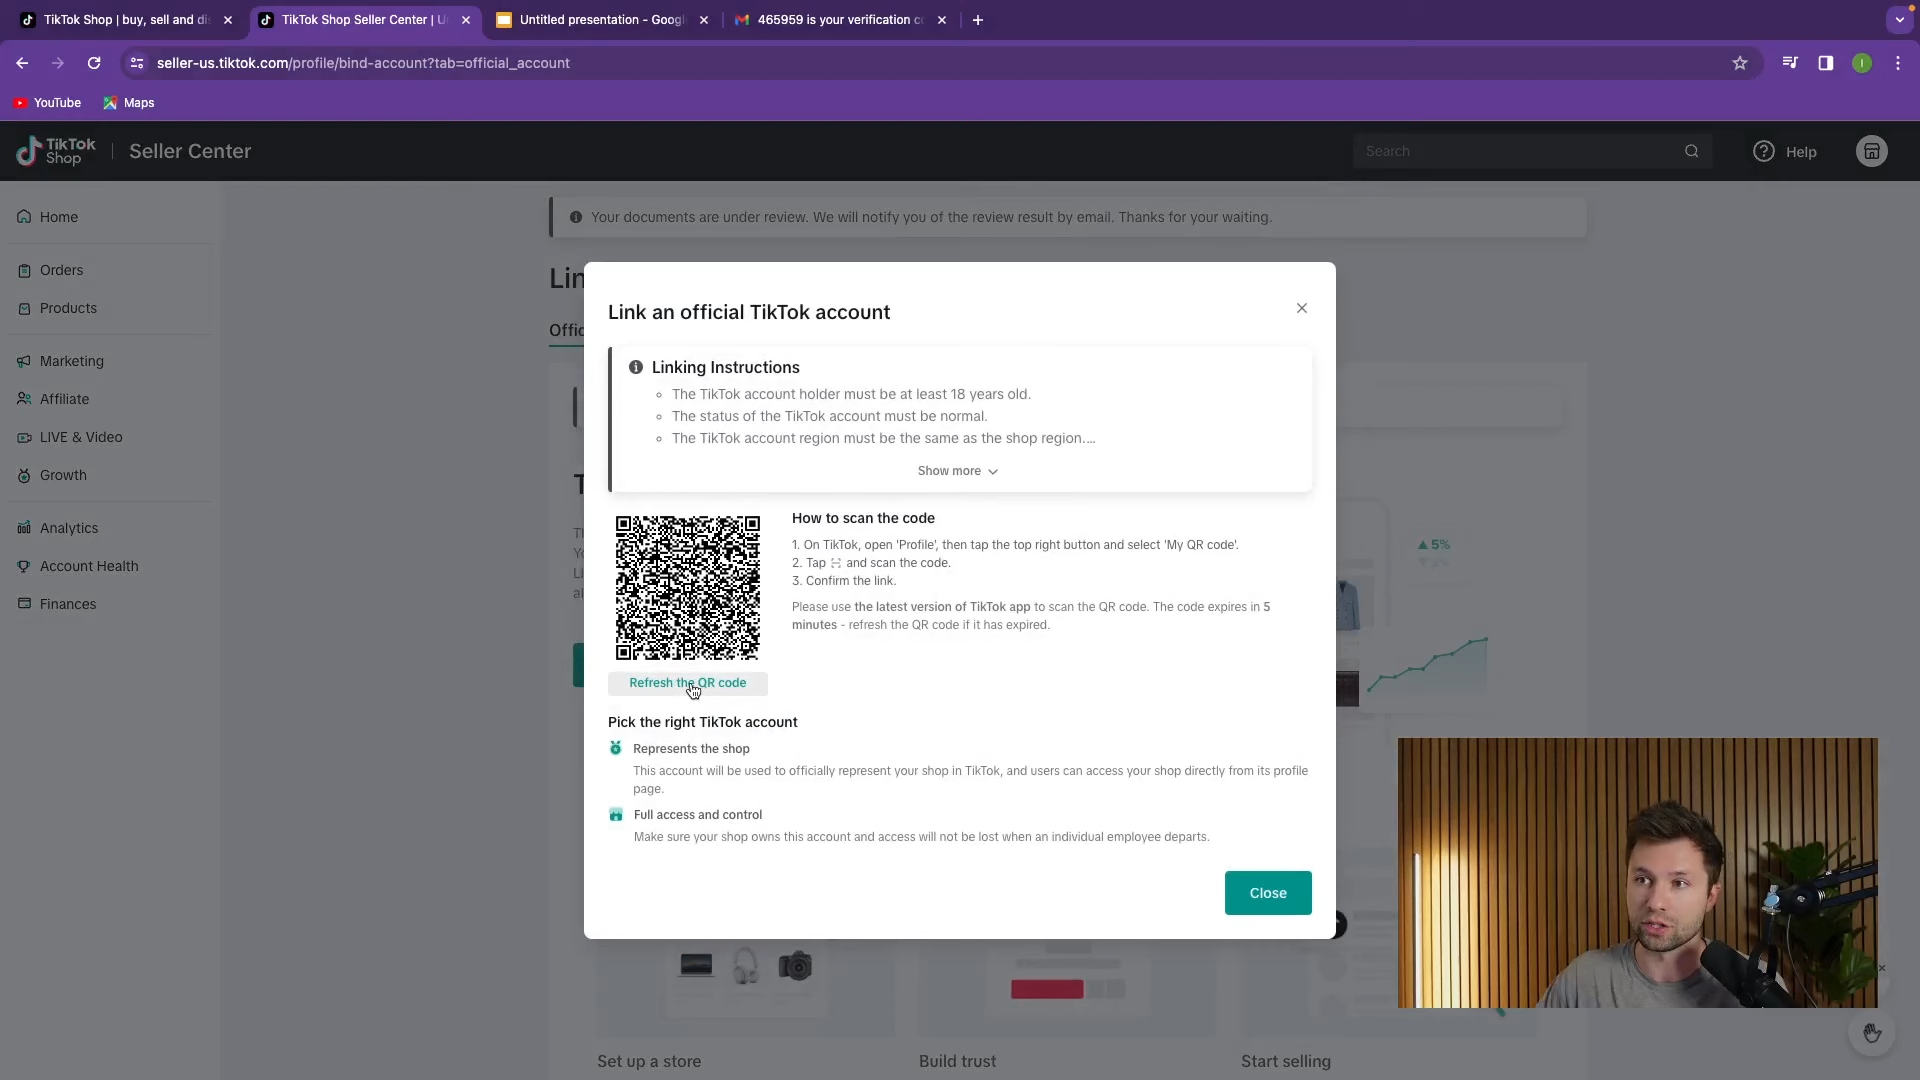 TikTok Shop | buy, sell and di
TikTok Shop Seller Center | U
Untitled presentation - Googl
465959 is your verification c
seller-us.tiktok.com/profile/bind-account?tab=official_account
YouTube
Maps
TikTok
Shop
Seller Center
Search
Help
Home
Orders
Products
Marketing
Affiliate
LIVE & Video
Growth
Analytics
Account Health
Finances
Your documents are under review. We will notify you of the review result by email. Thanks for your waiting.
Lin
Offic
Link an official TikTok account
Linking Instructions
The TikTok account holder must be at least 18 years old.
The status of the TikTok account must be normal.
The TikTok account region must be the same as the shop region....
Show more
How to scan the code
1. On TikTok, open 'Profile', then tap the top right button and select 'My QR code'.
2. Tap and scan the code.
3. Confirm the link.
Please use the latest version of TikTok app to scan the QR code. The code expires in 5
minutes - refresh the QR code if it has expired.
Refresh the QR code
Pick the right TikTok account
Represents the shop
This account will be used to officially represent your shop in TikTok, and users can access your shop directly from its profile
page.
Full access and control
Make sure your shop owns this account and access will not be lost when an individual employee departs.
Close
5%
Set up a store
Build trust
Start selling